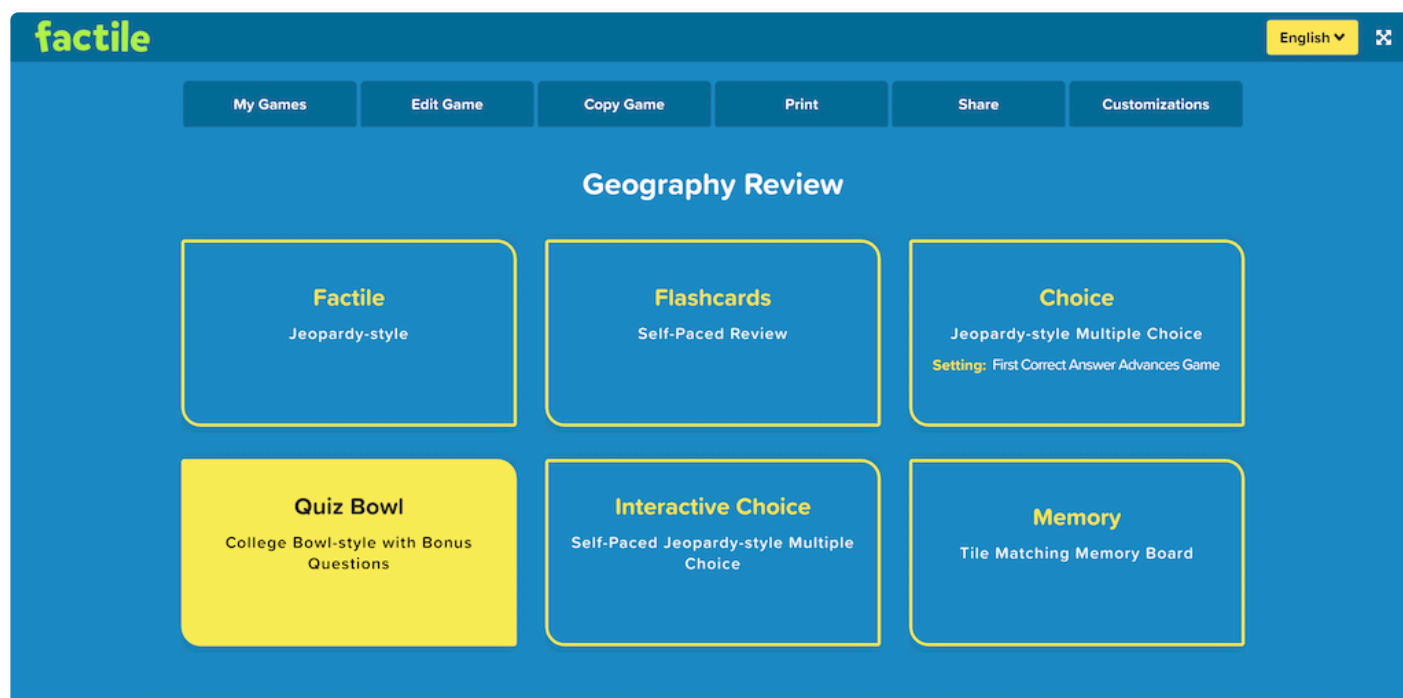 factile
English
My Games
Edit Game
Copy Game
Print
Share
Customizations
Geography Review
Factile
Jeopardy-style
Flashcards
Self-Paced Review
Choice
Jeopardy-style Multiple Choice
Setting: First Correct Answer Advances Game
Quiz Bowl
College Bowl-style with Bonus
Questions
Interactive Choice
Self-Paced Jeopardy-style Multiple
Choice
Memory
Tile Matching Memory Board